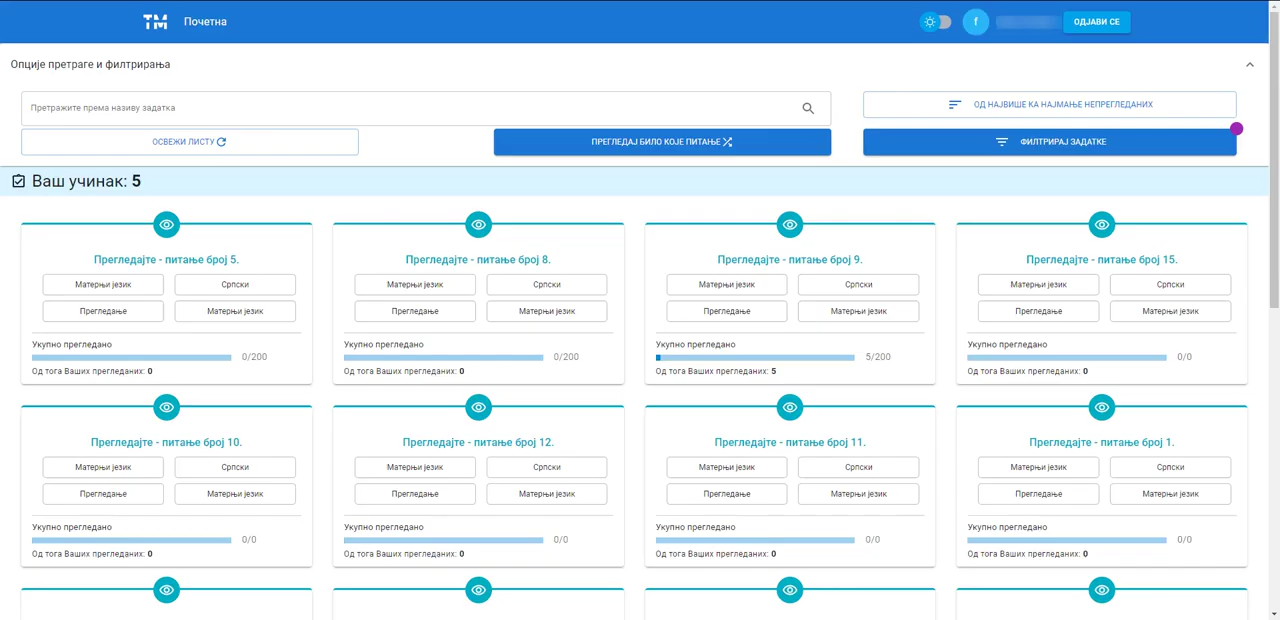 TM Почетна f ОДЈАВИ СЕ
Опције претраге и филтрирања
Претражите према називу задатка
ОД НАЈВИШЕ КА НАЈМАЊЕ НЕПРЕГЛЕДАНИХ
ОСВЕЖИ ЛИСТУ ПРЕГЛЕДАЈ БИЛО КОЈЕ ПИТАЊЕ ФИЛТРИРАЈ ЗАДАТКЕ
Ваш учинак: 5
Прегледајте - питање број 5.
Матерњи језик Српски
Прегледање Матерњи језик
Укупно прегледано
0/200
Од тога Ваших прегледаних: 0
Прегледајте - питање број 8.
Матерњи језик Српски
Прегледање Матерњи језик
Укупно прегледано
0/200
Од тога Ваших прегледаних: 0
Прегледајте - питање број 9.
Матерњи језик Српски
Прегледање Матерњи језик
Укупно прегледано
5/200
Од тога Ваших прегледаних: 5
Прегледајте - питање број 15.
Матерњи језик Српски
Прегледање Матерњи језик
Укупно прегледано
0/0
Од тога Ваших прегледаних: 0
Прегледајте - питање број 10.
Матерњи језик Српски
Прегледање Матерњи језик
Укупно прегледано
0/0
Од тога Ваших прегледаних: 0
Прегледајте - питање број 12.
Матерњи језик Српски
Прегледање Матерњи језик
Укупно прегледано
0/0
Од тога Ваших прегледаних: 0
Прегледајте - питање број 11.
Матерњи језик Српски
Прегледање Матерњи језик
Укупно прегледано
0/0
Од тога Ваших прегледаних: 0
Прегледајте - питање број 1.
Матерњи језик Српски
Прегледање Матерњи језик
Укупно прегледано
0/0
Од тога Ваших прегледаних: 0